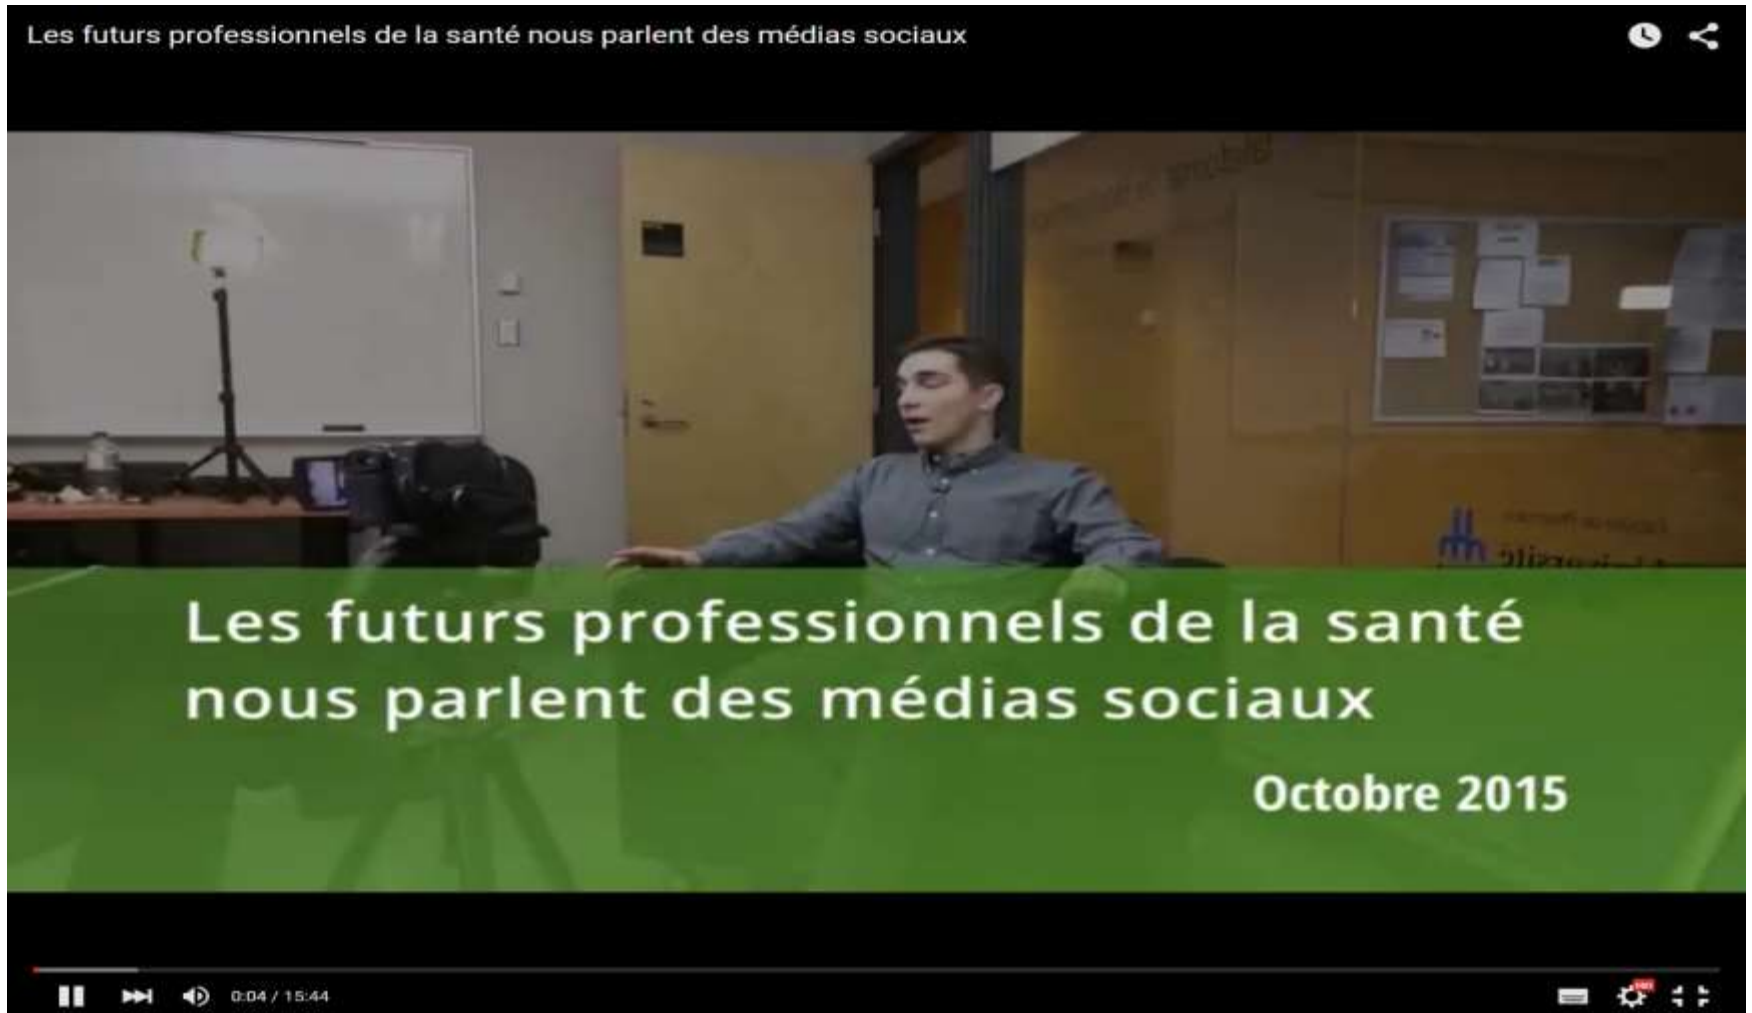 Les futurs professionnels de la santé nous parlent des médias sociaux
Les futurs professionnels de la santé
nous parlent des médias sociaux
Octobre 2015
0:04 / 15:44